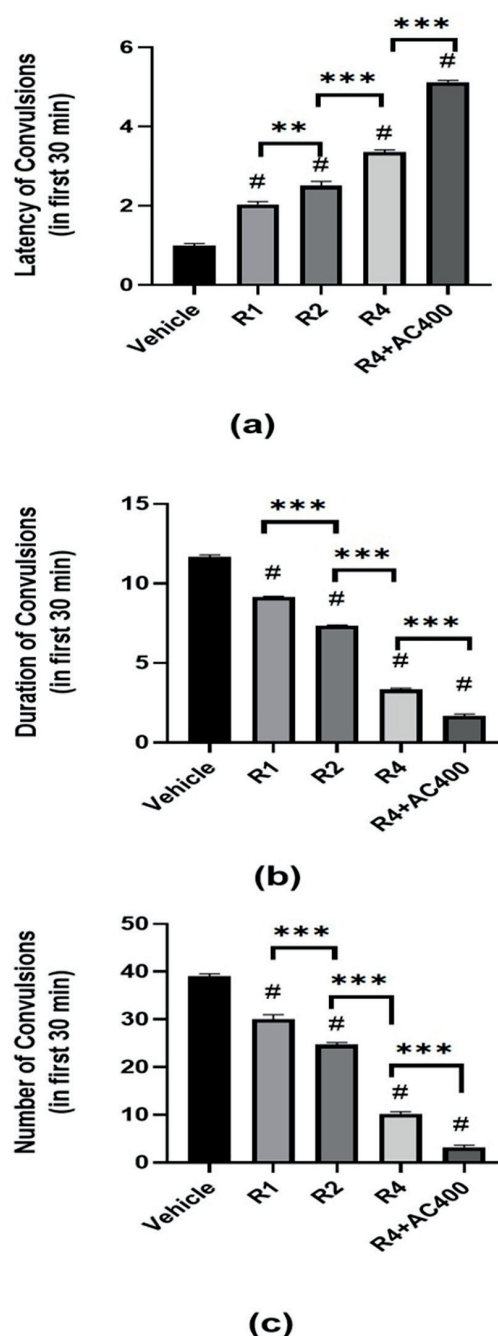 Latency of Convulsions
(in first 30 min)
6
4
2
0
***
***
**
#
#
#
#
Vehicle
R1
R2
R4
R4+AC400
(a)
Duration of Convulsions
(in first 30 min)
15
10
5
0
***
***
***
#
#
#
#
Vehicle
R1
R2
R4
R4+AC400
(b)
Number of Convulsions
(in first 30 min)
50
40
30
20
10
0
***
***
***
#
#
#
#
Vehicle
R1
R2
R4
R4+AC400
(c)